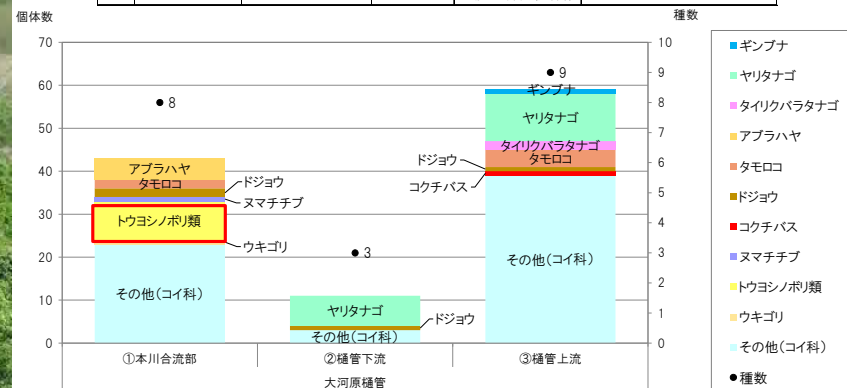 個体数
種数
70
60
50
40
30
20
10
0
10
9
8
7
6
5
4
3
2
1
0
8
アブラハヤ
タモロコ
ドジョウ
ヌマチチブ
トウヨシノボリ類
ウキゴリ
その他(コイ科)
3
ヤリタナゴ
ドジョウ
その他(コイ科)
9
ギンブナ
ヤリタナゴ
タイリクバラタナゴ
タモロコ
ドジョウ
コクチバス
その他(コイ科)
①本川合流部
②樋管下流
③樋管上流
大河原樋管
ギンブナ
ヤリタナゴ
タイリクバラタナゴ
アブラハヤ
タモロコ
ドジョウ
コクチバス
ヌマチチブ
トウヨシノボリ類
ウキゴリ
その他(コイ科)
種数